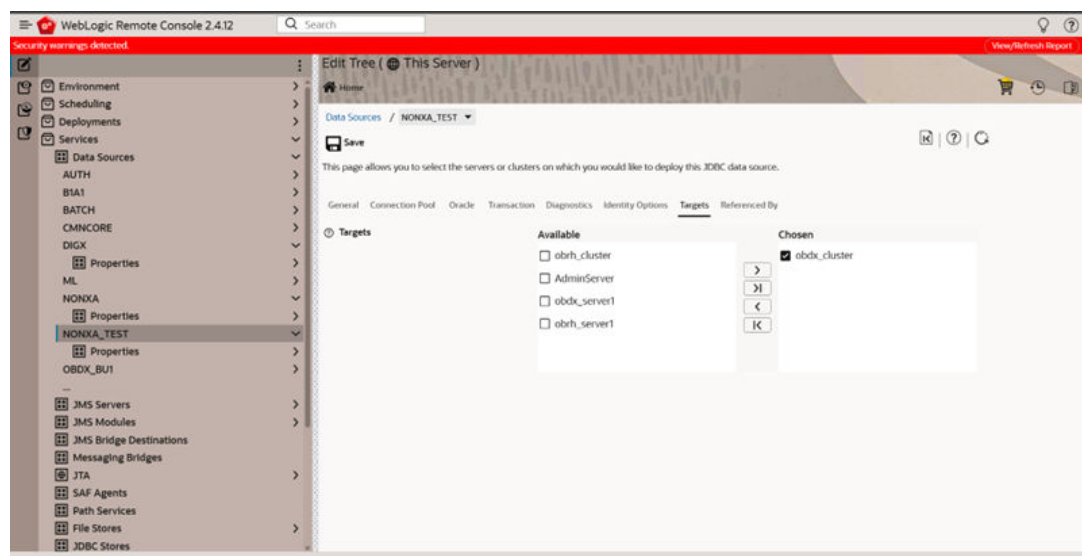 WebLogic Remote Console 2.4.12
Search
Security warnings detected.
View/Refresh Report
Edit Tree ( This Server )
Home
Environment
Scheduling
Deployments
Services
Data Sources
AUTH
B1A1
BATCH
CMNCORE
DIGX
Properties
ML
NONXA
Properties
NONXA_TEST
Properties
OBDX_BU1
...
JMS Servers
JMS Modules
JMS Bridge Destinations
Messaging Bridges
JTA
SAF Agents
Path Services
File Stores
JDBC Stores
Data Sources / NONXA_TEST
Save
This page allows you to select the servers or clusters on which you would like to deploy this JDBC data source.
General Connection Pool Oracle Transaction Diagnostics Identity Options Targets Referenced By
Targets
Available
obrh_cluster
AdminServer
obdx_server1
obrh_server1
Chosen
obdx_cluster